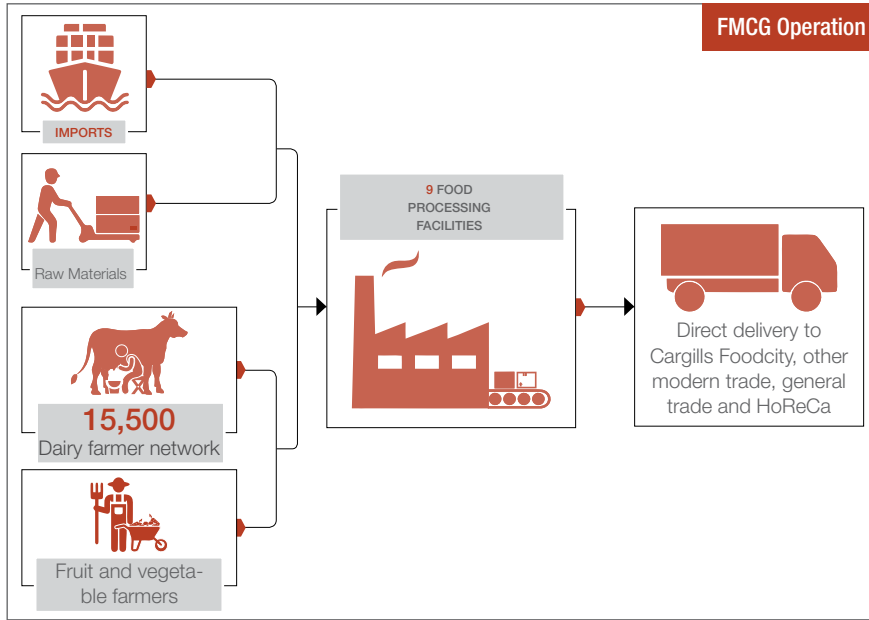 FMCG Operation
IMPORTS
Raw Materials
15,500
Dairy farmer network
Fruit and vegeta-
ble farmers
9 FOOD
PROCESSING
FACILITIES
Direct delivery to
Cargills Foodcity, other
modern trade, general
trade and HoReCa